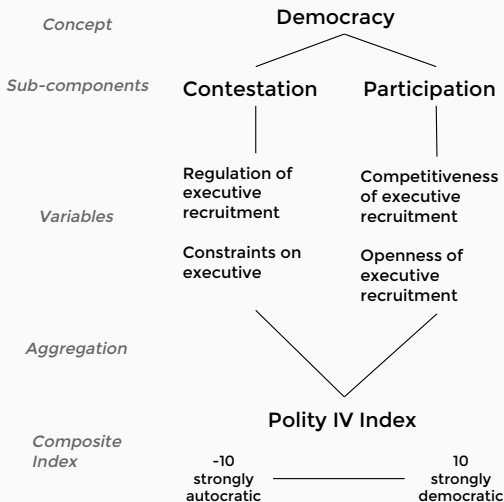 Concept
Democracy
Sub-components
Contestation
Participation
Variables
Regulation of
executive
recruitment
Constraints on
executive
Competitiveness
of executive
recruitment
Openness of
executive
recruitment
Aggregation
Polity IV Index
Composite
Index
-10
strongly
autocratic
10
strongly
democratic